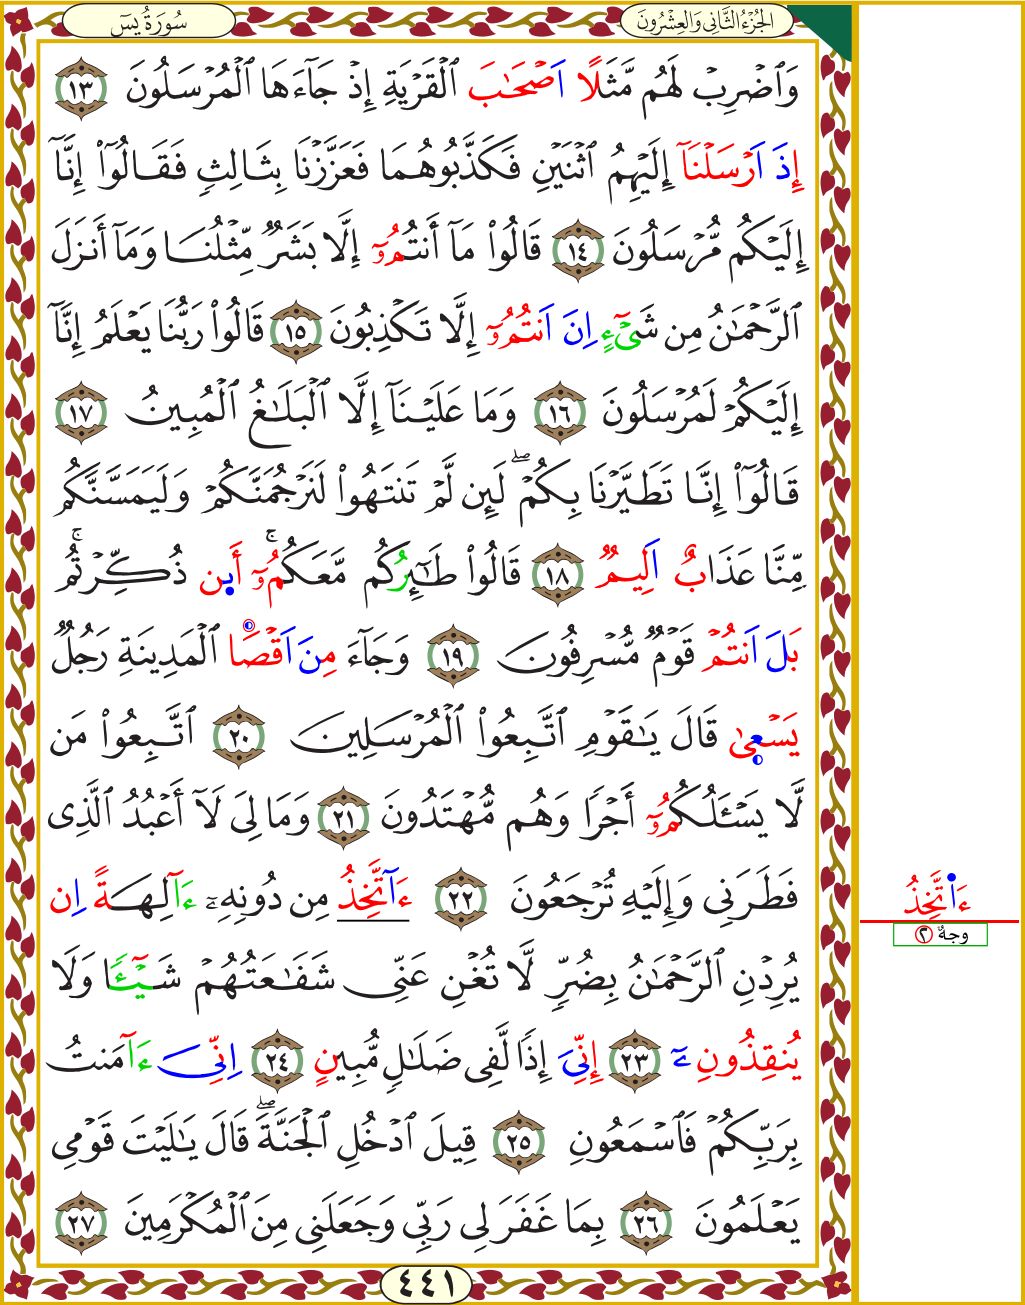 سُورَةُ يسٓ
الجُزْءُ الثَّانِي وَالعِشْرُونَ
وَٱضْرِبْ لَهُم مَّثَلًا اَصْحَٰبَ ٱلْقَرْيَةِ إِذْ جَآءَهَا ٱلْمُرْسَلُونَ ١٣
إِذَ اَرْسَلْنَآ إِلَيْهِمُ ٱثْنَيْنِ فَكَذَّبُوهُمَا فَعَزَّزْنَا بِثَالِثٍ فَقَالُوٓاْ إِنَّآ
إِلَيْكُم مُّرْسَلُونَ ١٤ قَالُواْ مَآ أَنتُمُۥٓ إِلَّا بَشَرٌ مِّثْلُنَا وَمَآ أَنزَلَ
ٱلرَّحْمَٰنُ مِن شَيْءٍ اِنَ اَنتُمُۥٓ إِلَّا تَكْذِبُونَ ١٥ قَالُواْ رَبُّنَا يَعْلَمُ إِنَّآ
إِلَيْكُمْ لَمُرْسَلُونَ ١٦ وَمَا عَلَيْنَآ إِلَّا ٱلْبَلَٰغُ ٱلْمُبِينُ ١٧
قَالُوٓاْ إِنَّا تَطَيَّرْنَا بِكُمْۖ لَئِن لَّمْ تَنتَهُواْ لَنَرْجُمَنَّكُمْ وَلَيَمَسَّنَّكُم
مِّنَّا عَذَابٌ اَلِيمٌ ١٨ قَالُواْ طَٰٓئِرُكُم مَّعَكُمُۥٓۚ أَئِن ذُكِّرْتُمۚ
بَلَ اَنتُمْ قَوْمٌ مُّسْرِفُونَ ١٩ وَجَآءَ مِنَ اَقْصَا ٱلْمَدِينَةِ رَجُلٌ
يَسْعَىٰ قَالَ يَٰقَوْمِ ٱتَّبِعُواْ ٱلْمُرْسَلِينَ ٢٠ ٱتَّبِعُواْ مَن
لَّا يَسْـَٔلُكُمُۥٓ أَجْرًا وَهُم مُّهْتَدُونَ ٢١ وَمَا لِيَ لَآ أَعْبُدُ ٱلَّذِي
فَطَرَنِي وَإِلَيْهِ تُرْجَعُونَ ٢٢ ءَآتَّخِذُ مِن دُونِهِۦٓ ءَآلِهَةً اِن
يُرِدْنِ ٱلرَّحْمَٰنُ بِضُرٍّ لَّا تُغْنِ عَنِّي شَفَٰعَتُهُمْ شَيْـًٔا وَلَا
يُنقِذُونِۦٓ ٢٣ إِنِّيَ إِذًا لَّفِي ضَلَٰلٍ مُّبِينٍ ٢٤ اِنِّيَ ءَآمَنتُ
بِرَبِّكُمْ فَٱسْمَعُونِ ٢٥ قِيلَ ٱدْخُلِ ٱلْجَنَّةَۖ قَالَ يَٰلَيْتَ قَوْمِي
يَعْلَمُونَ ٢٦ بِمَا غَفَرَ لِي رَبِّي وَجَعَلَنِي مِنَ ٱلْمُكْرَمِينَ ٢٧
٤٤١
ءَاتَّخِذُ
وجهٌ ٢